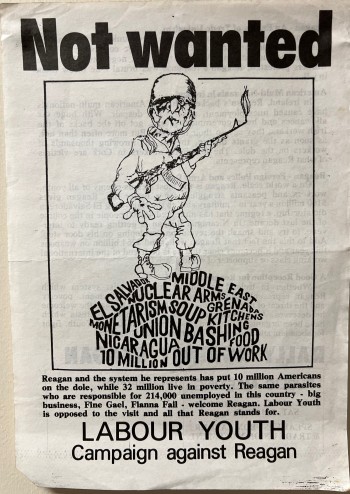 Not wanted
MIDDLE EAST
EL SALVADOR NUCLEAR ARMS GRENADA
MONETARISM SOUP KITCHENS
UNION BASHING
NICARAGUA FOOD
10 MILLION OUT OF WORK
Reagan and the system he represents has put 10 million Americans
on the dole, while 32 million live in poverty. The same parasites
who are responsible for 214,000 unemployed in this country - big
business, Fine Gael, Fianna Fail - welcome Reagan. Labour Youth
is opposed to the visit and all that Reagan stands for.
LABOUR YOUTH
Campaign against Reagan